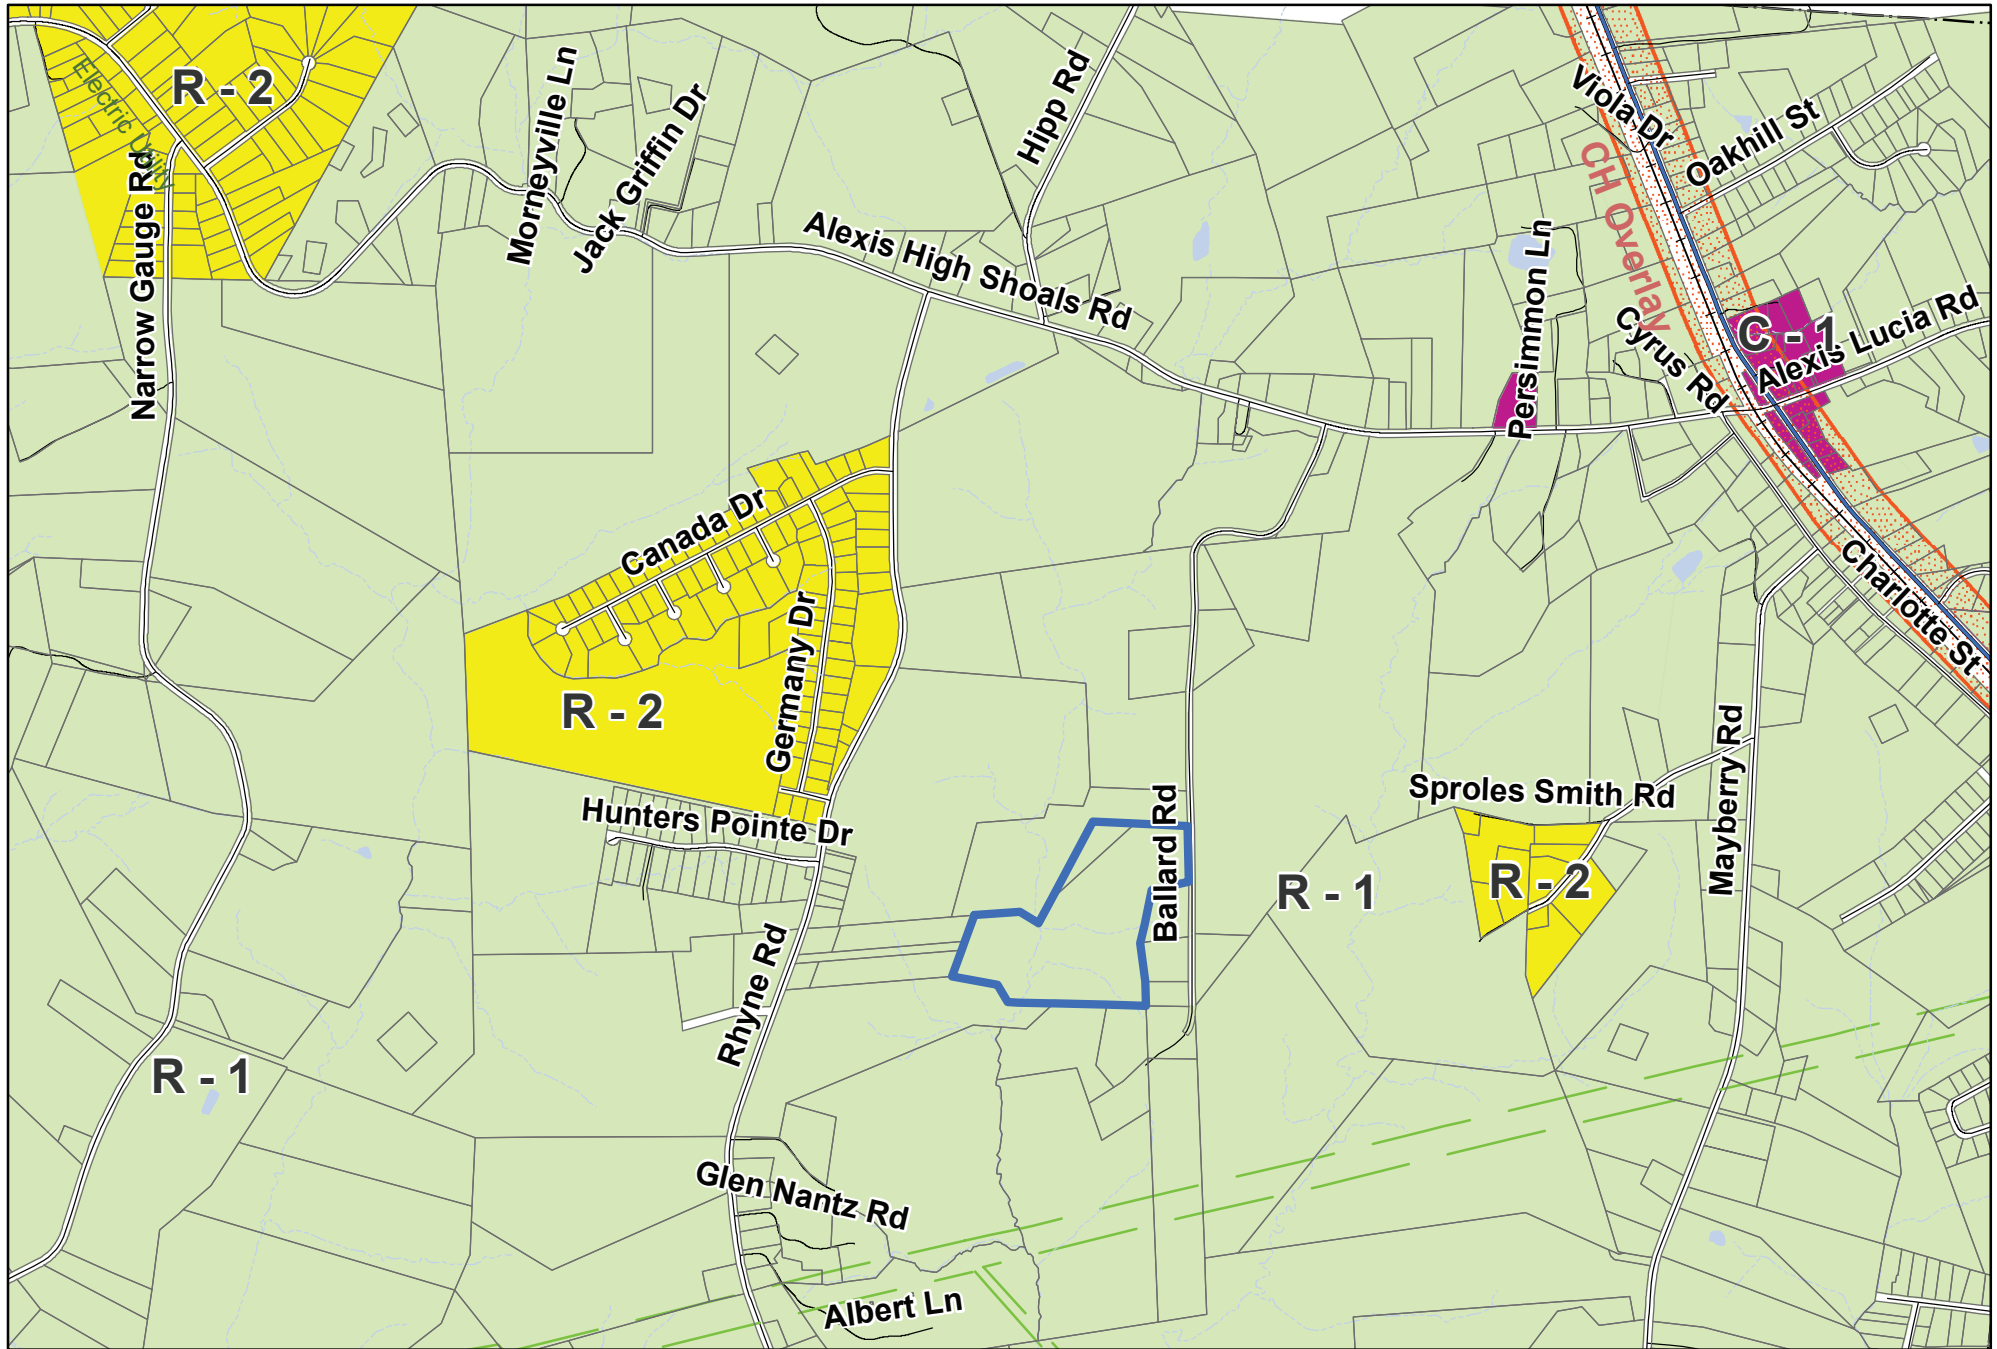 R - 2
Electric Utility
Narrow Gauge Rd
Morneyville Ln
Jack Griffin Dr
Hipp Rd
Alexis High Shoals Rd
Viola Dr
Oakhill St
CH Overlay
Persimmon Ln
Cyrus Rd
C - 1
Alexis Lucia Rd
Canada Dr
Germany Dr
R - 2
Charlotte St
Hunters Pointe Dr
Ballard Rd
Sproles Smith Rd
Mayberry Rd
R - 1
R - 2
Rhyne Rd
R - 1
Glen Nantz Rd
Albert Ln